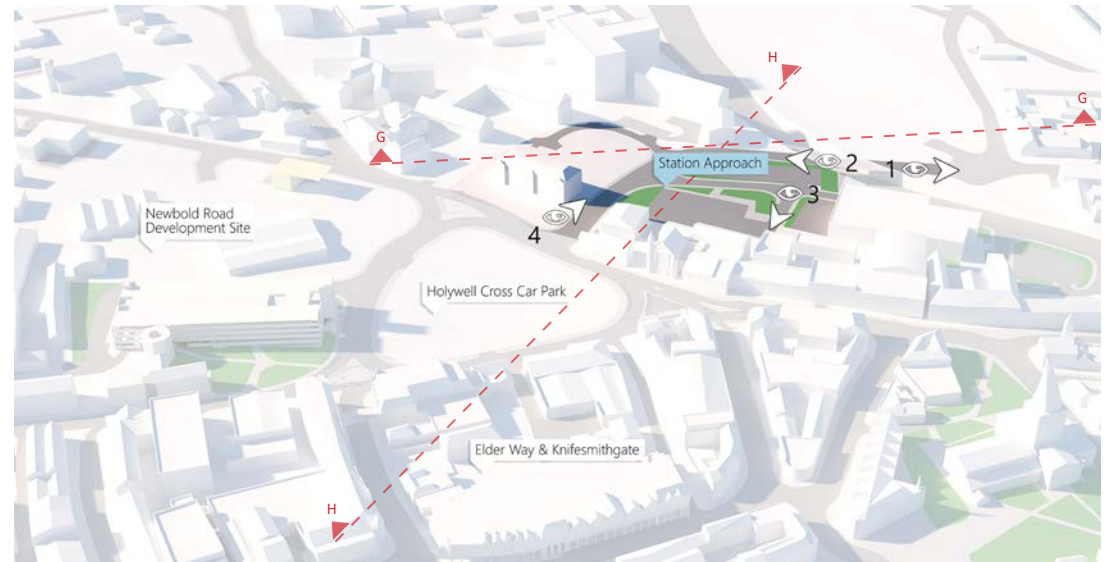 H
G
G
Station Approach
2
1
3
4
Newbold Road
Development Site
Holywell Cross Car Park
Elder Way & Knifesmithgate
H